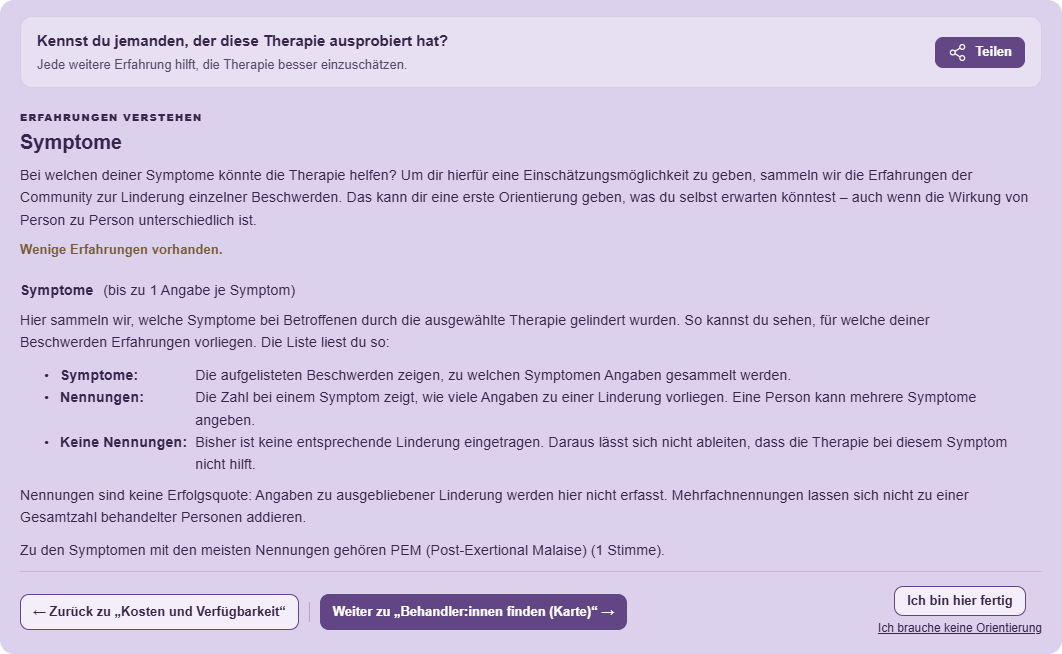 Kennst du jemanden, der diese Therapie ausprobiert hat?
Jede weitere Erfahrung hilft, die Therapie besser einzuschätzen.
Teilen
ERFAHRUNGEN VERSTEHEN
Symptome
Bei welchen deiner Symptome könnte die Therapie helfen? Um dir hierfür eine Einschätzungsmöglichkeit zu geben, sammeln wir die Erfahrungen der
Community zur Linderung einzelner Beschwerden. Das kann dir eine erste Orientierung geben, was du selbst erwarten könntest – auch wenn die Wirkung von
Person zu Person unterschiedlich ist.
Wenige Erfahrungen vorhanden.
Symptome (bis zu 1 Angabe je Symptom)
Hier sammeln wir, welche Symptome bei Betroffenen durch die ausgewählte Therapie gelindert wurden. So kannst du sehen, für welche deiner
Beschwerden Erfahrungen vorliegen. Die Liste liest du so:
• Symptome: Die aufgelisteten Beschwerden zeigen, zu welchen Symptomen Angaben gesammelt werden.
• Nennungen: Die Zahl bei einem Symptom zeigt, wie viele Angaben zu einer Linderung vorliegen. Eine Person kann mehrere Symptome
angeben.
• Keine Nennungen: Bisher ist keine entsprechende Linderung eingetragen. Daraus lässt sich nicht ableiten, dass die Therapie bei diesem Symptom
nicht hilft.
Nennungen sind keine Erfolgsquote: Angaben zu ausgebliebener Linderung werden hier nicht erfasst. Mehrfachnennungen lassen sich nicht zu einer
Gesamtzahl behandelter Personen addieren.
Zu den Symptomen mit den meisten Nennungen gehören PEM (Post-Exertional Malaise) (1 Stimme).
← Zurück zu „Kosten und Verfügbarkeit“
Weiter zu „Behandler:innen finden (Karte)“ →
Ich bin hier fertig
Ich brauche keine Orientierung